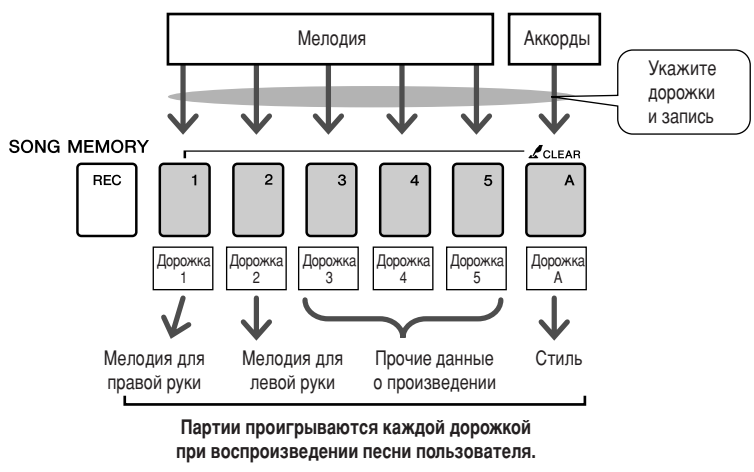 Мелодия
Аккорды
Укажите
дорожки
и запись
SONG MEMORY
CLEAR
REC
1
2
3
4
5
A
Дорожка
1
Дорожка
2
Дорожка
3
Дорожка
4
Дорожка
5
Дорожка
A
Мелодия для
правой руки
Мелодия для
левой руки
Прочие данные
о произведении
Стиль
Партии проигрываются каждой дорожкой
при воспроизведении песни пользователя.